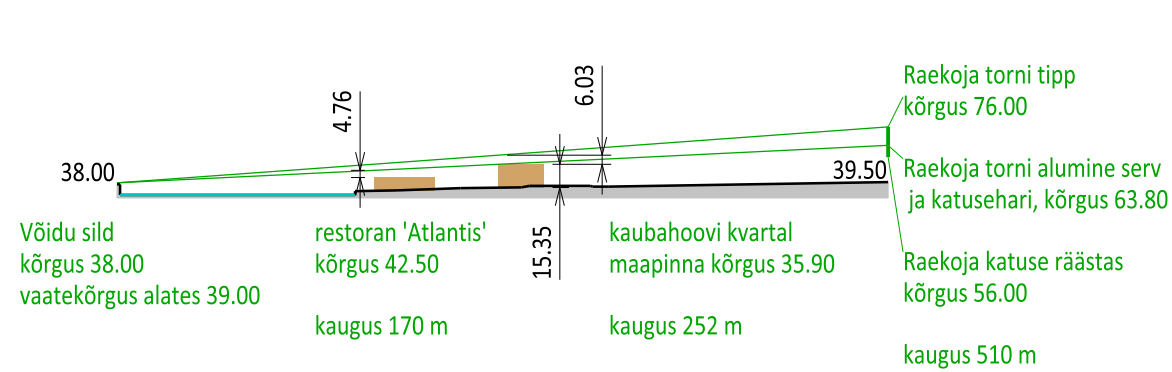 6.03
4.76
Raekoja torni tipp
kõrgus 76.00
38.00
39.50
Raekoja torni alumine serv
ja katusehari, kõrgus 63.80
Võidu sild
kõrgus 38.00
vaatekõrgus alates 39.00
restoran 'Atlantis'
kõrgus 42.50
kaugus 170 m
15.35
kaubahoovi kvartal
maapinna kõrgus 35.90
kaugus 252 m
Raekoja katuse räästas
kõrgus 56.00
kaugus 510 m